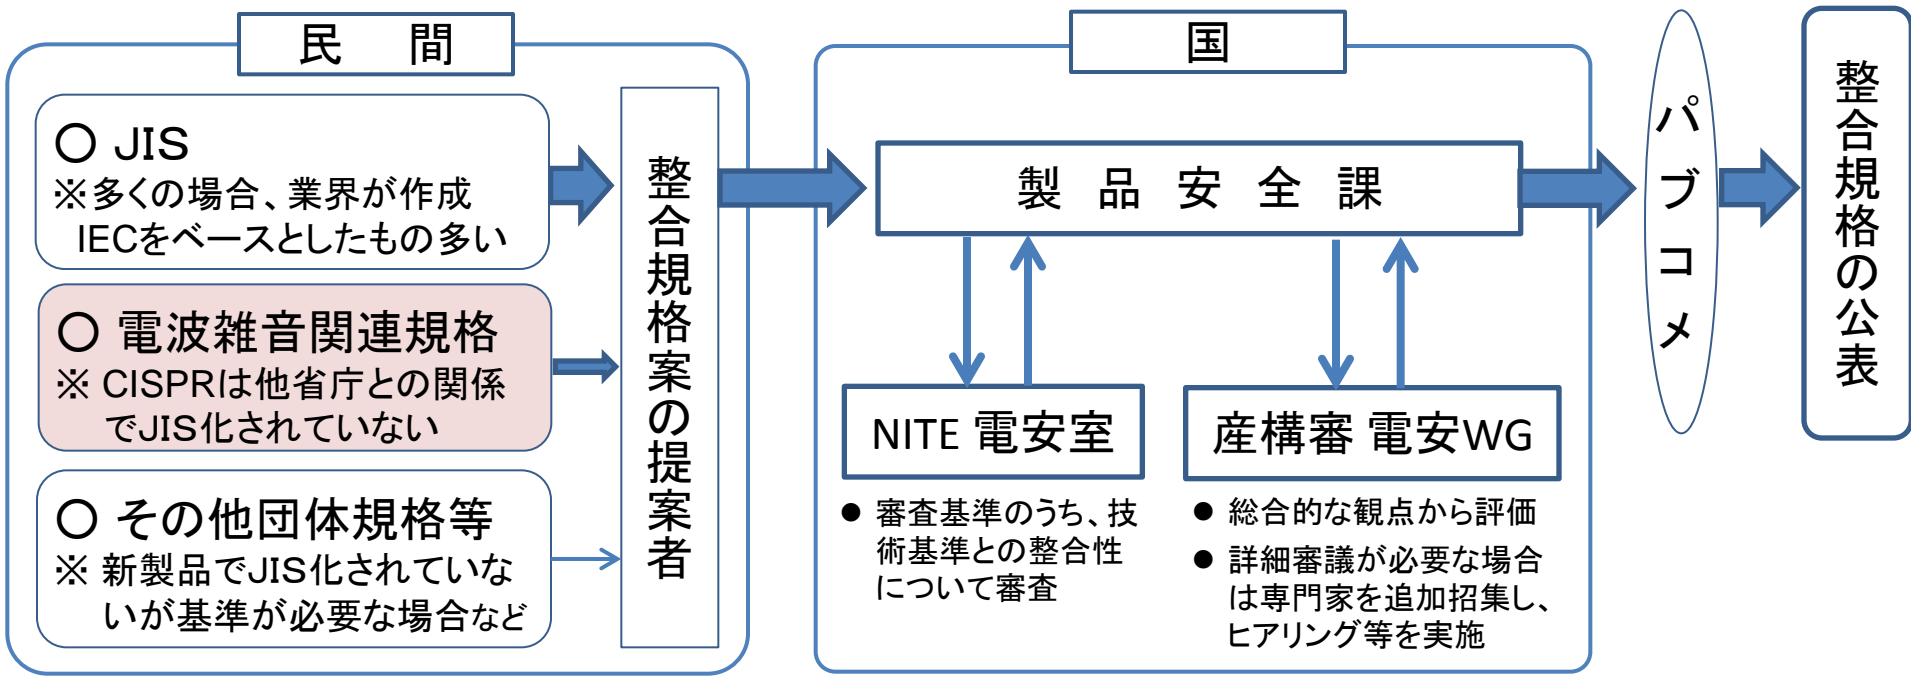 民　間
〇 JIS
※多くの場合、業界が作成
IECをベースとしたもの多い
〇 電波雑音関連規格
※ CISPRは他省庁との関係
でJIS化されていない
〇 その他団体規格等
※ 新製品でJIS化されていな
いが基準が必要な場合など
整合規格案の提案者
国
製品安全課
NITE 電安室
● 審査基準のうち、技
術基準との整合性
について審査
産構審 電安WG
● 総合的な観点から評価
● 詳細審議が必要な場合
は専門家を追加招集し、
ヒアリング等を実施
パブコメ
整合規格の公表